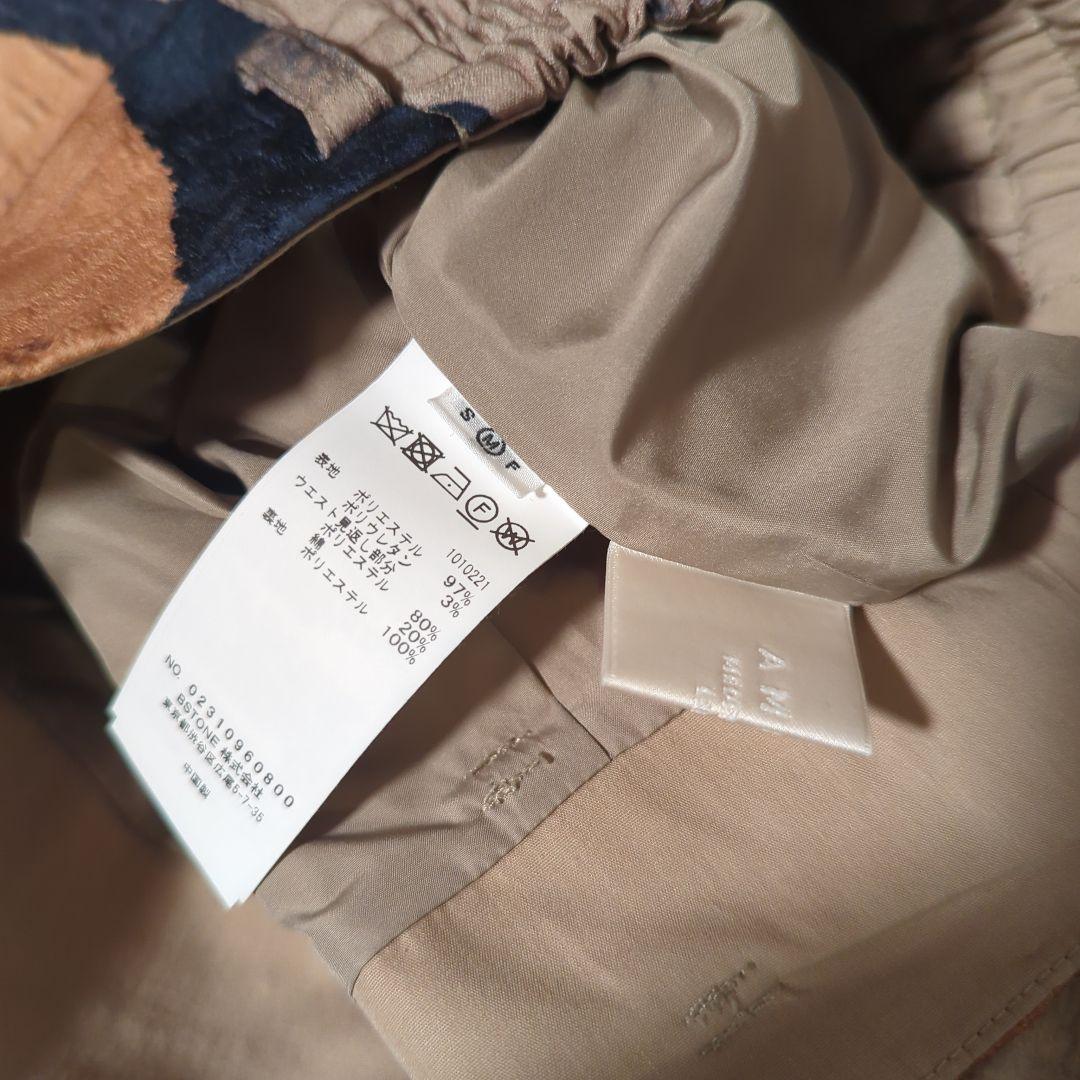 S M F
F
W
1010221
表地
ポリエステル 97%
ポリウレタン 3%
ウエスト見返し部分
ポリエステル 80%
綿 20%
裏地
ポリエステル 100%
NO. 02310960800
BSTONE 株式会社
東京都渋谷区広尾5-7-35
中国製
AM